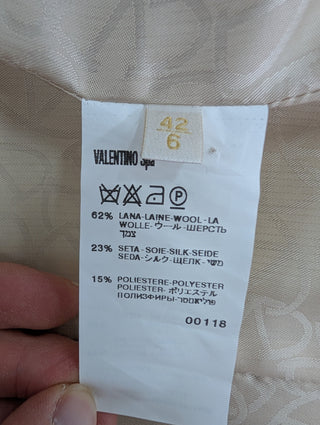 42
6
VALENTINO SpA
P
62% LANA-LAINE-WOOL-LA
WOLLE-ウール-ШЕРСТЬ
צמר
23% SETA-SOIE-SILK-SEIDE
SEDA-シルク-ЩЕЛК-משי
15% POLIESTERE-POLYESTER
POLIESTER-ポリエステル
ПОЛИЭФИРЫ-פוליאסטר
00118